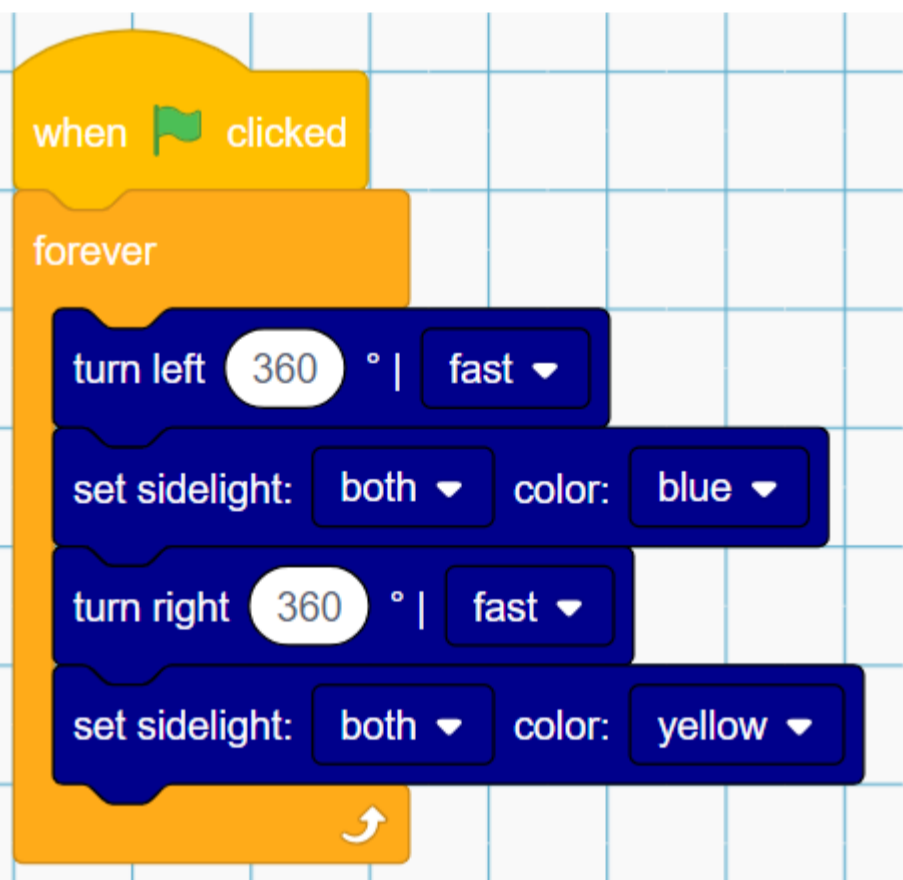 when clicked
forever
turn left 360 ° | fast
set sidelight: both color: blue
turn right 360 ° | fast
set sidelight: both color: yellow